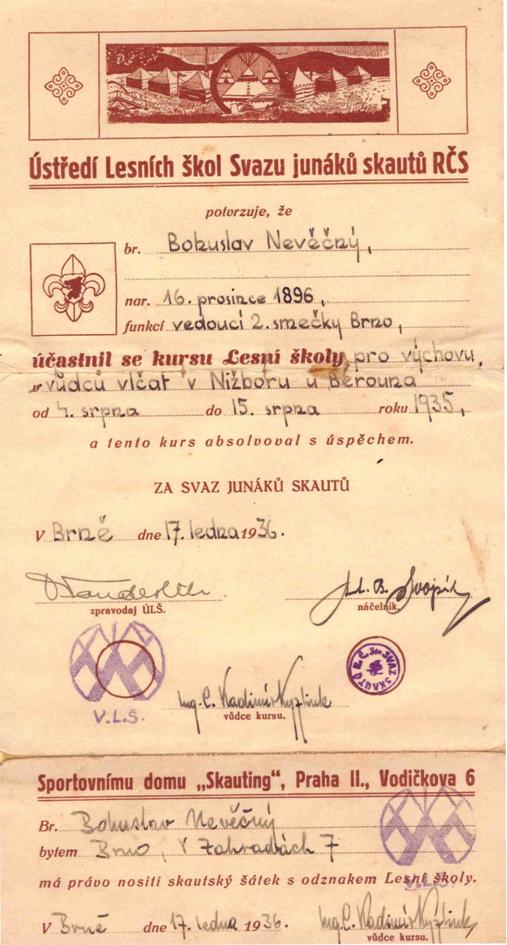 Ústředí Lesních škol Svazu junáků skautů RČS
potvrzuje, že
br. Bohuslav Nevěčný,
nar. 16. prosince 1896,
funkcí vedoucí 2. smečky Brno,
účastnil se kursu Lesní školy pro výchovu
vůdců vlčat v Nižboru u Berouna
od 4. srpna do 15. srpna roku 1935,
a tento kurs absolvoval s úspěchem.
ZA SVAZ JUNÁKŮ SKAUTŮ
V Brně dne 17. ledna 1936.
zpravodaj ÚLŠ.
náčelník.
V.L.Š.
SVAZ SKAUTŮ R.Č.S.
Ing. C. Vladimír
vůdce kursu.
Sportovnímu domu „Skauting", Praha II., Vodičkova 6
Br. Bohuslav Nevěčný
bytem Brno, V Zahradách 7
má právo nositi skautský šátek s odznakem Lesní školy.
V.L.Š.
V Brně dne 17. ledna 1936. Ing. C. Vladimír
vůdce kursu.